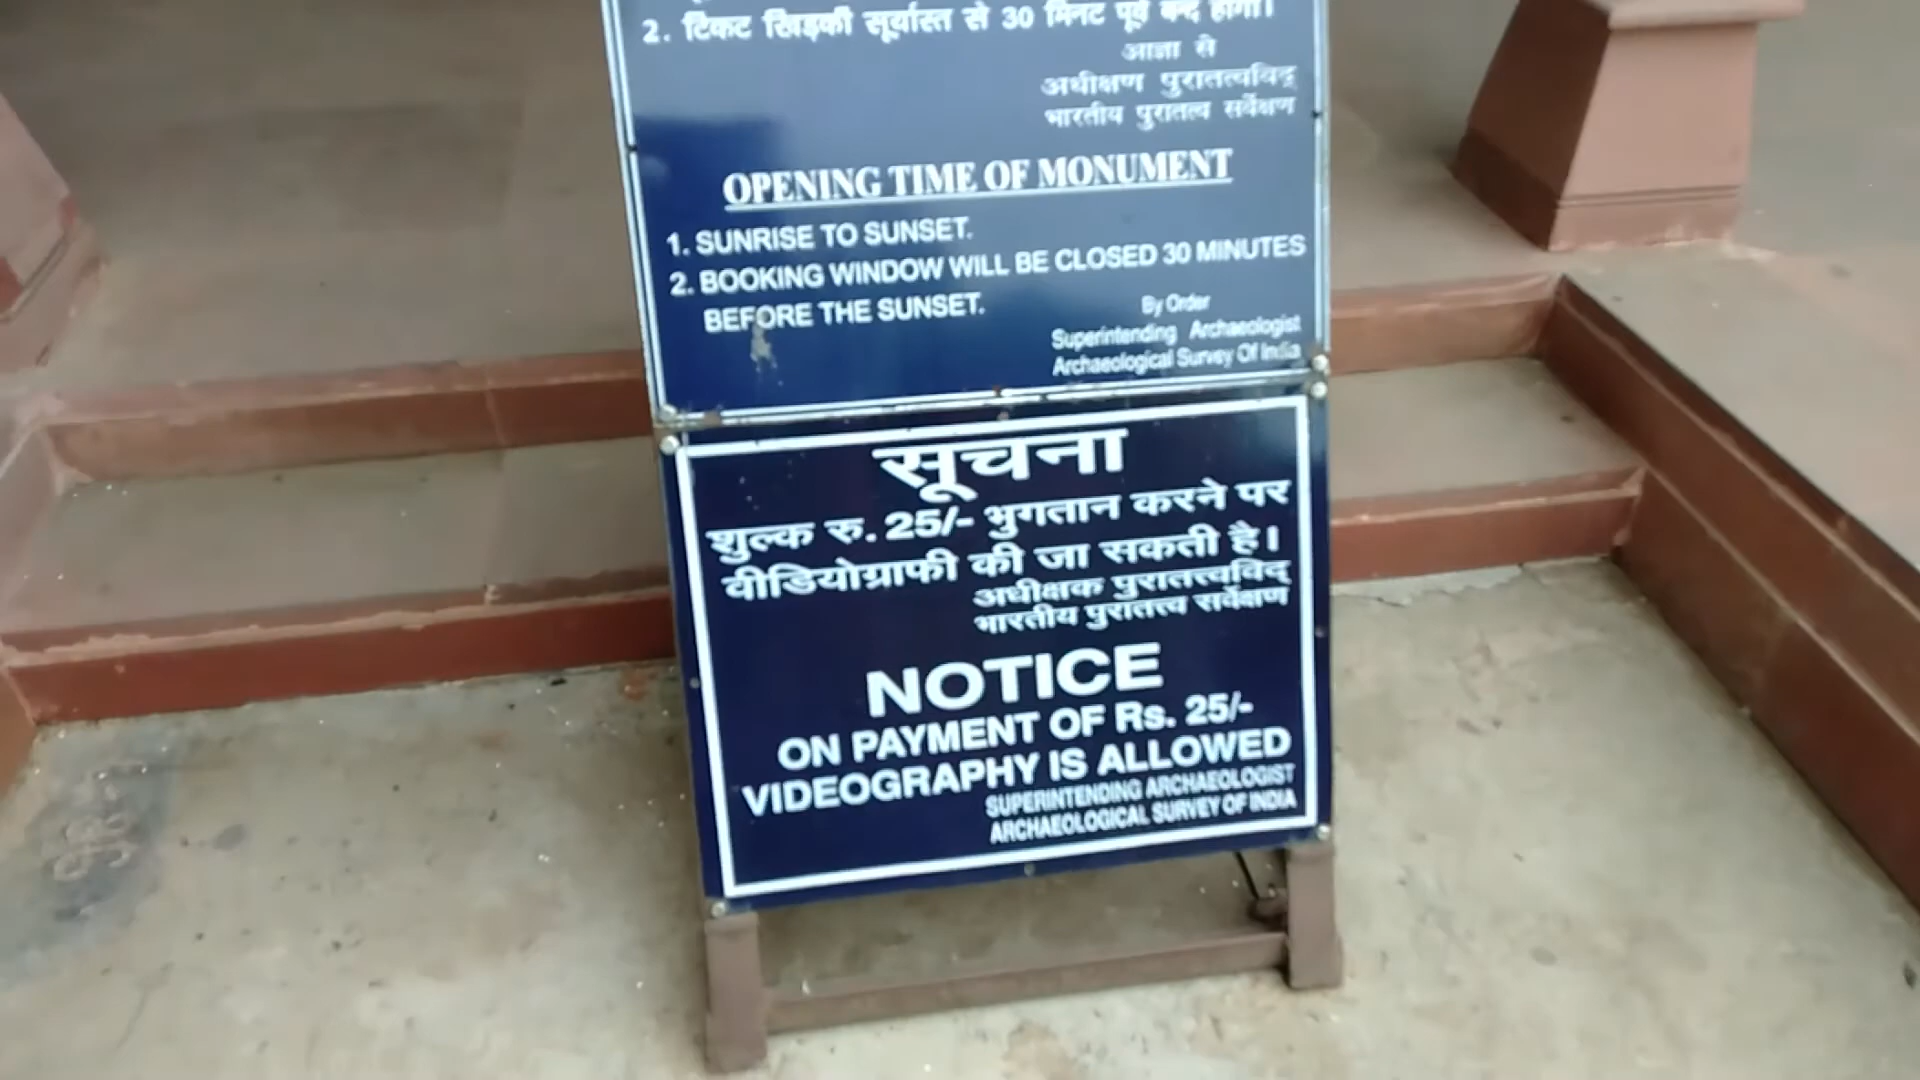 2. टिकट खिड़की सूर्यास्त से 30 मिनट पूर्व बन्द होगी।
आज्ञा से
अधीक्षण पुरातत्वविद्
भारतीय पुरातत्व सर्वेक्षण
OPENING TIME OF MONUMENT
1. SUNRISE TO SUNSET.
2. BOOKING WINDOW WILL BE CLOSED 30 MINUTES
BEFORE THE SUNSET.
By Order
Superintending Archaeologist
Archaeological Survey Of India
सूचना
शुल्क रु. 25/- भुगतान करने पर
वीडियोग्राफी की जा सकती है।
अधीक्षक पुरातत्त्वविद्
भारतीय पुरातत्त्व सर्वेक्षण
NOTICE
ON PAYMENT OF Rs. 25/-
VIDEOGRAPHY IS ALLOWED
SUPERINTENDING ARCHAEOLOGIST
ARCHAEOLOGICAL SURVEY OF INDIA